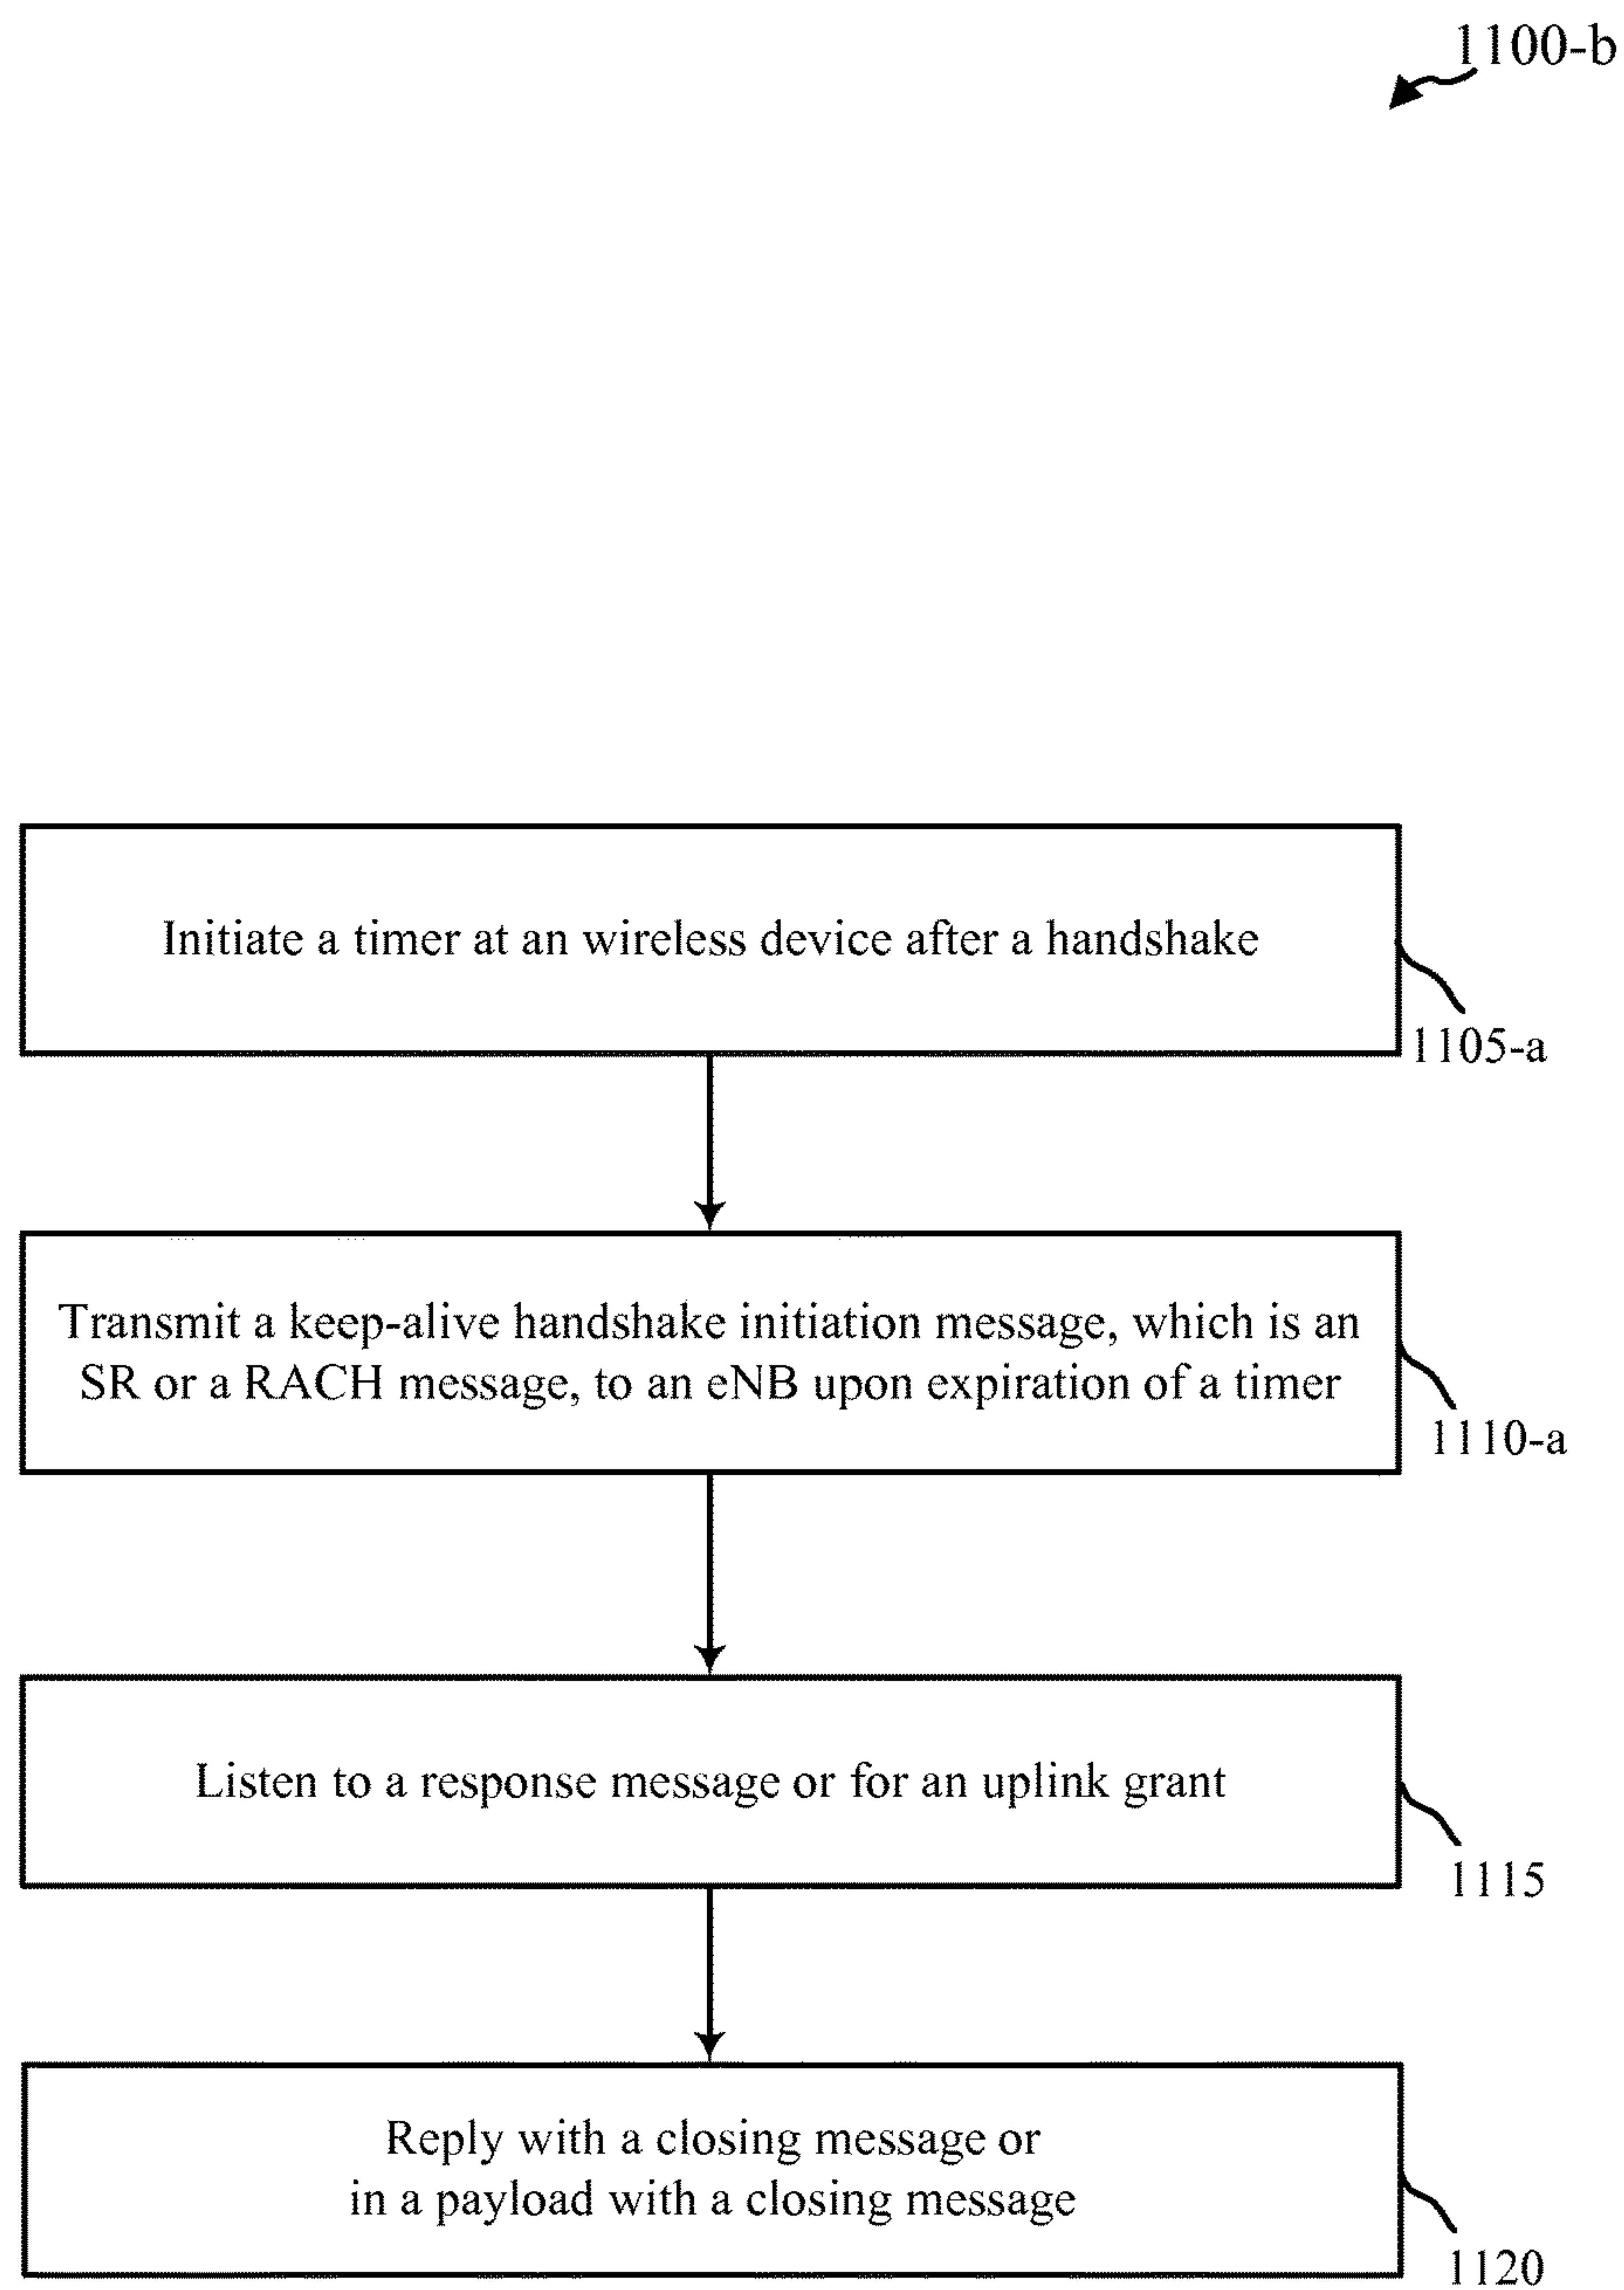 1100-b
Initiate a timer at an wireless device after a handshake
1105-a
Transmit a keep-alive handshake initiation message, which is an
SR or a RACH message, to an eNB upon expiration of a timer
1110-a
Listen to a response message or for an uplink grant
1115
Reply with a closing message or
in a payload with a closing message
1120